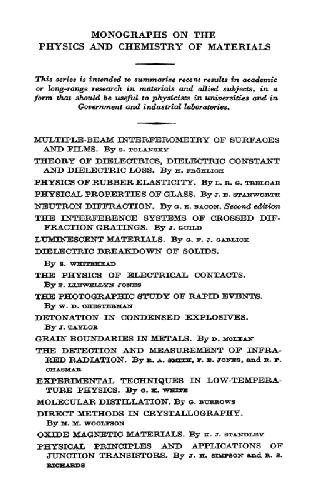 MONOGRAPHS ON THE
PHYSICS AND CHEMISTRY OF MATERIALS
This series is intended to summarize recent results in academic
or long-range research in materials and allied subjects, in a
form that should be useful to physicists in universities and in
Government and industrial laboratories.
MULTIPLE-BEAM INTERFEROMETRY OF SURFACES
AND FILMS. By S. TOLANSKY
THEORY OF DIELECTRICS, DIELECTRIC CONSTANT
AND DIELECTRIC LOSS. By H. FRÖHLICH
PHYSICS OF RUBBER ELASTICITY. By L. R. G. TRELOAR
PHYSICAL PROPERTIES OF GLASS. By J. E. STANWORTH
NEUTRON DIFFRACTION. By G. E. BACON. Second edition
THE INTERFERENCE SYSTEMS OF CROSSED DIF-
FRACTION GRATINGS. By J. GUILD
LUMINESCENT MATERIALS. By G. F. J. GARLICK
DIELECTRIC BREAKDOWN OF SOLIDS.
By S. WHITEHEAD
THE PHYSICS OF ELECTRICAL CONTACTS.
By F. LLEWELLYN JONES
THE PHOTOGRAPHIC STUDY OF RAPID EVENTS.
By W. D. CHESTERMAN
DETONATION IN CONDENSED EXPLOSIVES.
By J. TAYLOR
GRAIN BOUNDARIES IN METALS. By D. MCLEAN
THE DETECTION AND MEASUREMENT OF INFRA-
RED RADIATION. By R. A. SMITH, F. E. JONES, and R. P.
CHASMAR
EXPERIMENTAL TECHNIQUES IN LOW-TEMPERA-
TURE PHYSICS. By G. K. WHITE
MOLECULAR DISTILLATION. By G. BURROWS
DIRECT METHODS IN CRYSTALLOGRAPHY.
By M. M. WOOLFSON
OXIDE MAGNETIC MATERIALS. By K. J. STANDLEY
PHYSICAL PRINCIPLES AND APPLICATIONS OF
JUNCTION TRANSISTORS. By J. H. SIMPSON and R. S.
RICHARDS